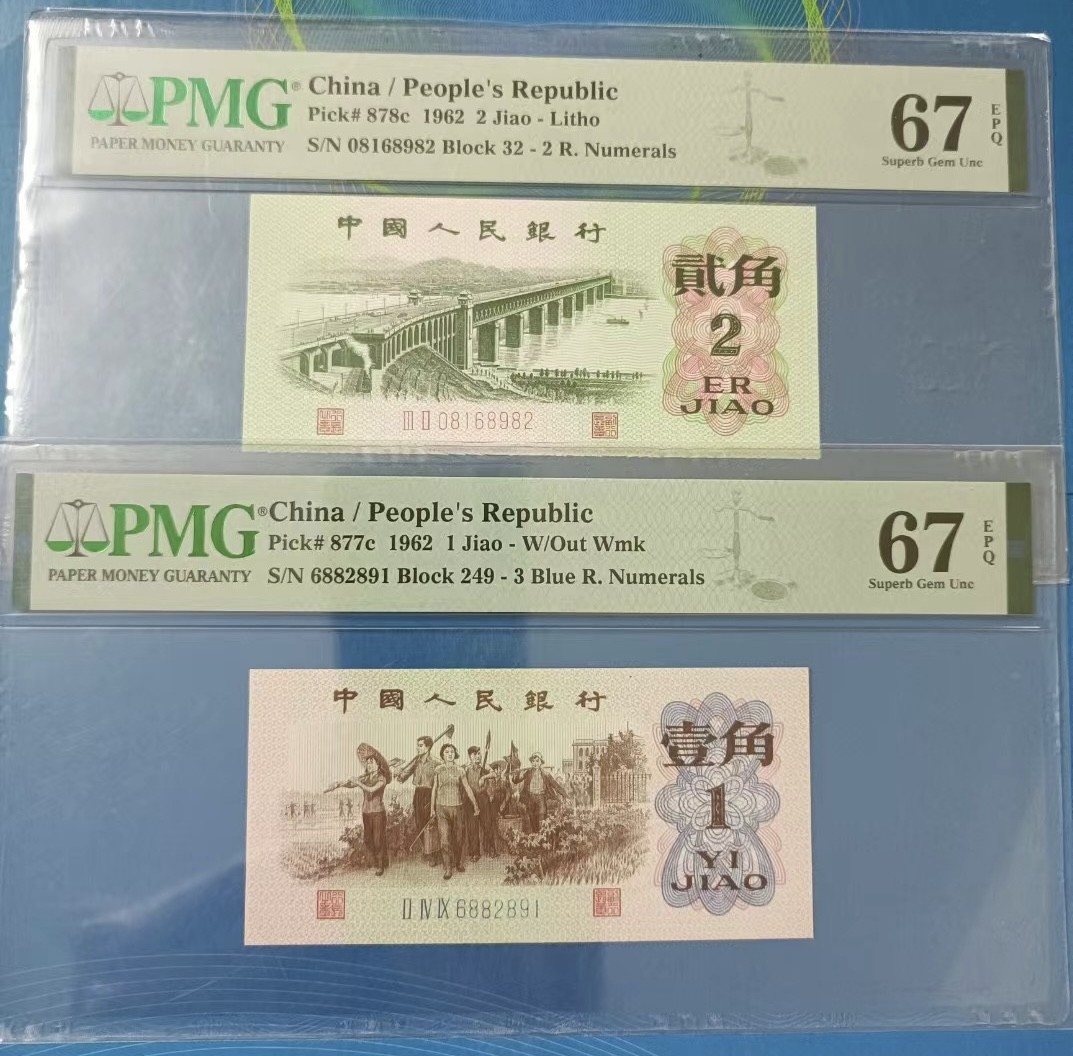 PMG®
PAPER MONEY GUARANTY
China / People's Republic
Pick# 878c 1962 2 Jiao - Litho
S/N 08168982 Block 32 - 2 R. Numerals
67
EPQ
Superb Gem Unc
中國人民銀行
貳角
2
ER
JIAO
III II 08168982
PMG®
PAPER MONEY GUARANTY
China / People's Republic
Pick# 877c 1962 1 Jiao - W/Out Wmk
S/N 6882891 Block 249 - 3 Blue R. Numerals
67
EPQ
Superb Gem Unc
中國人民銀行
壹角
1
YI
JIAO
II IV IX 6882891